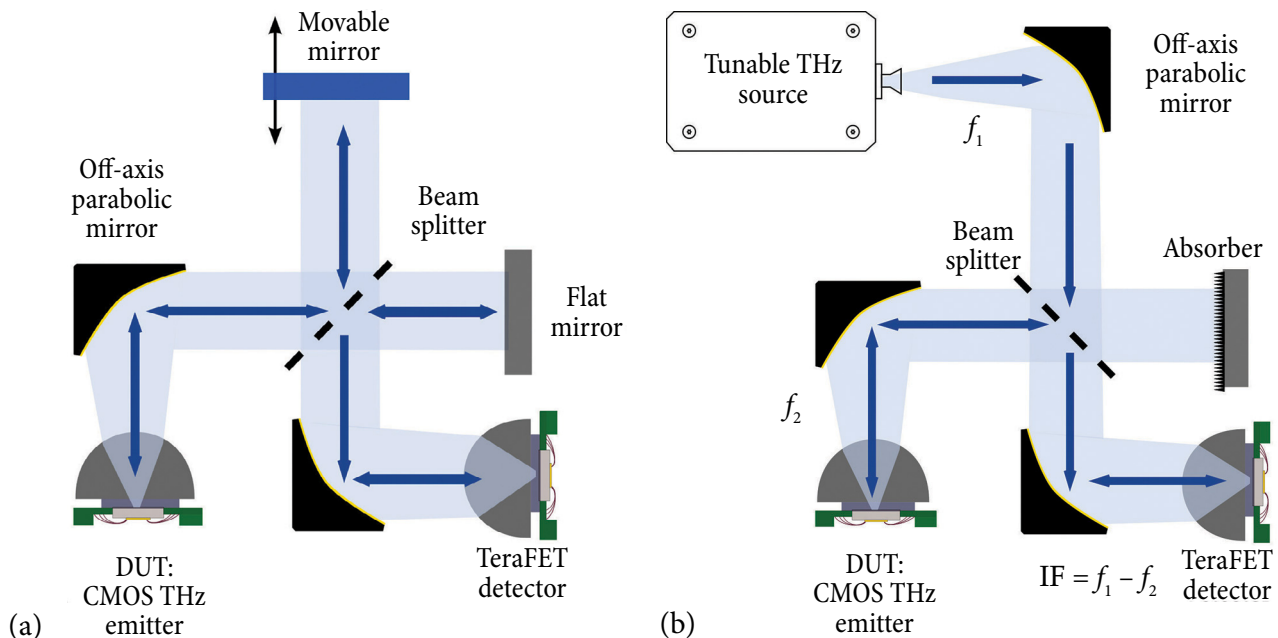 Movable
mirror
Off-axis
parabolic
mirror
Beam
splitter
Flat
mirror
DUT:
CMOS THz
emitter
TeraFET
detector
(a)
Tunable THz
source
f₁
Off-axis
parabolic
mirror
Beam
splitter
Absorber
f₂
DUT:
CMOS THz
emitter
IF = f₁ − f₂
TeraFET
detector
(b)